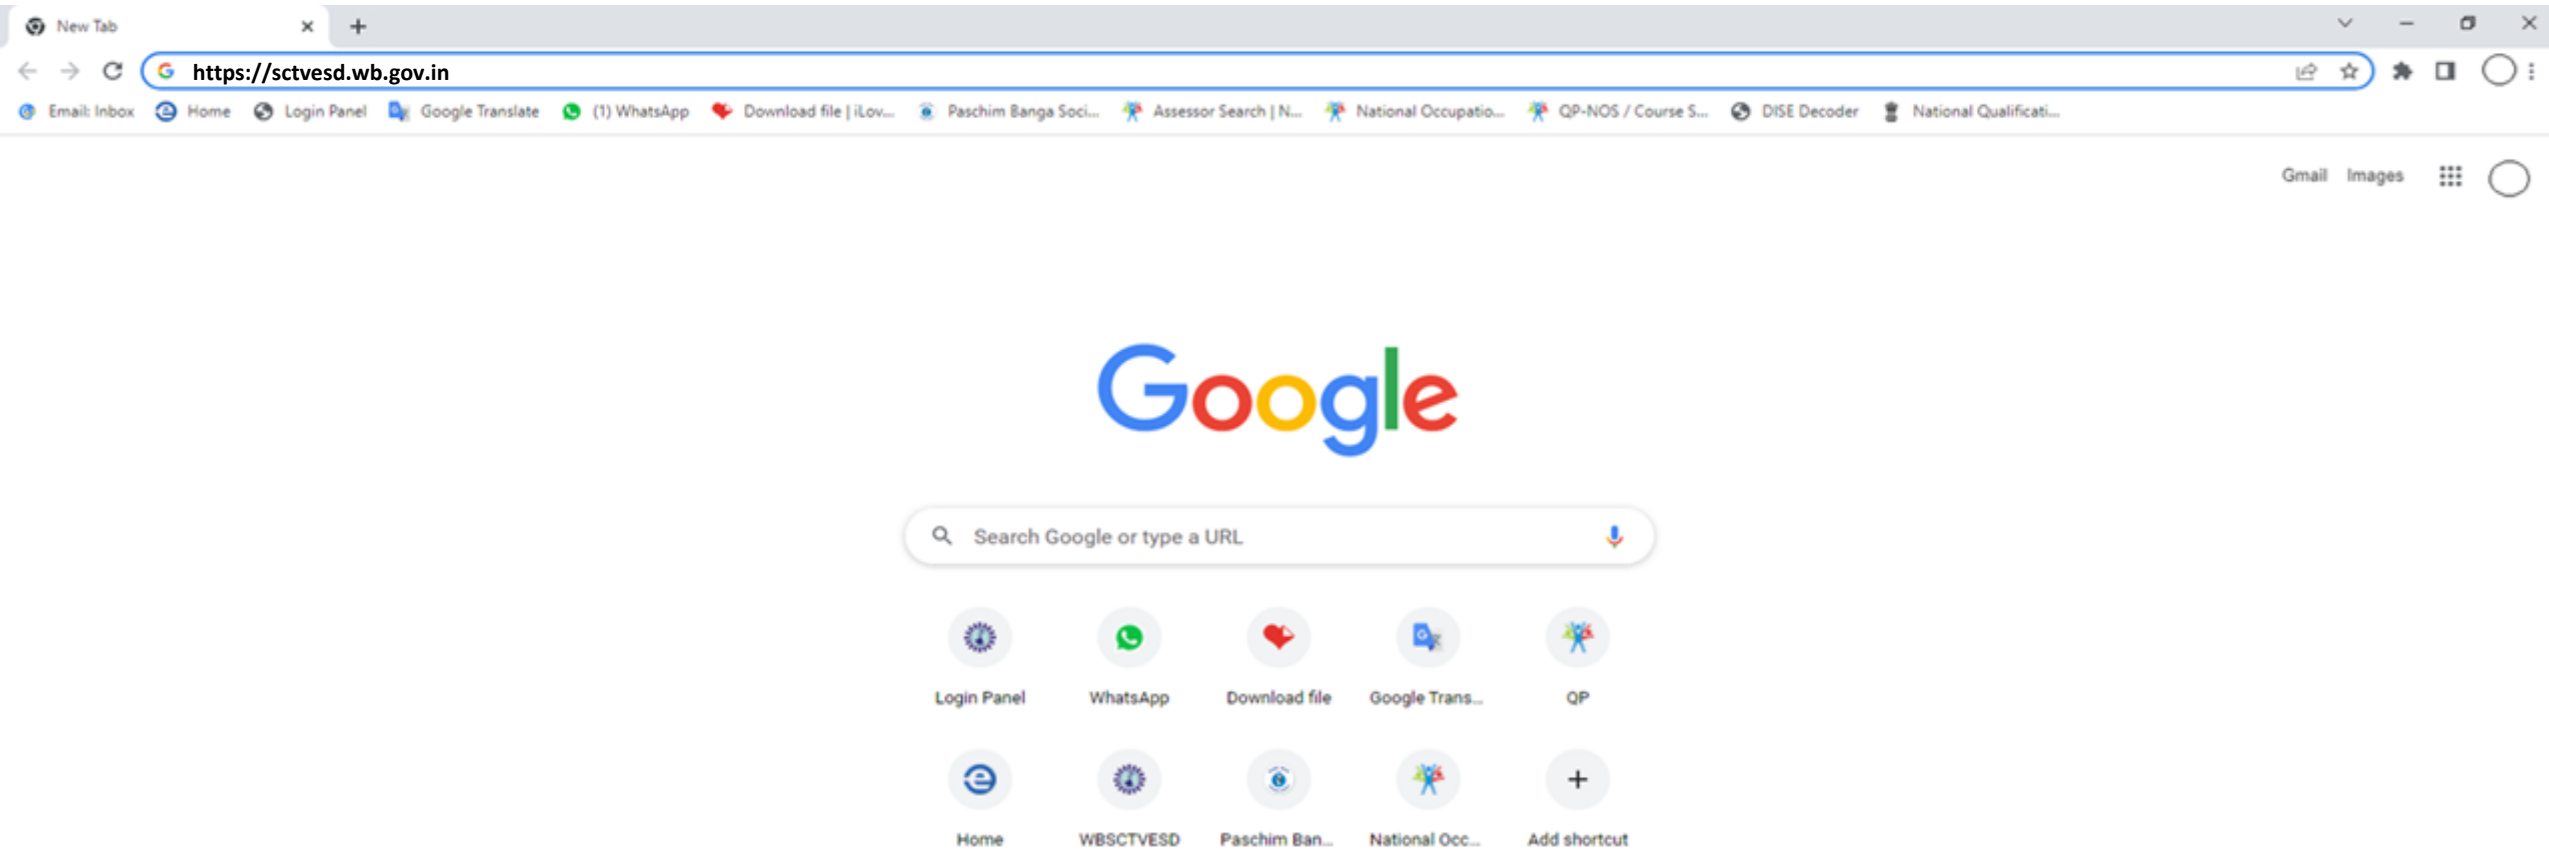 New Tab
https://sctvesd.wb.gov.in
Email: Inbox Home Login Panel Google Translate (1) WhatsApp Download file | iLov... Paschim Banga Soci... Assessor Search | N... National Occupatio... QP-NOS / Course S... DISE Decoder National Qualificati...
Gmail Images
Google
Search Google or type a URL
Login Panel WhatsApp Download file Google Trans... QP
Home WBSCTVESD Paschim Ban... National Occ... Add shortcut